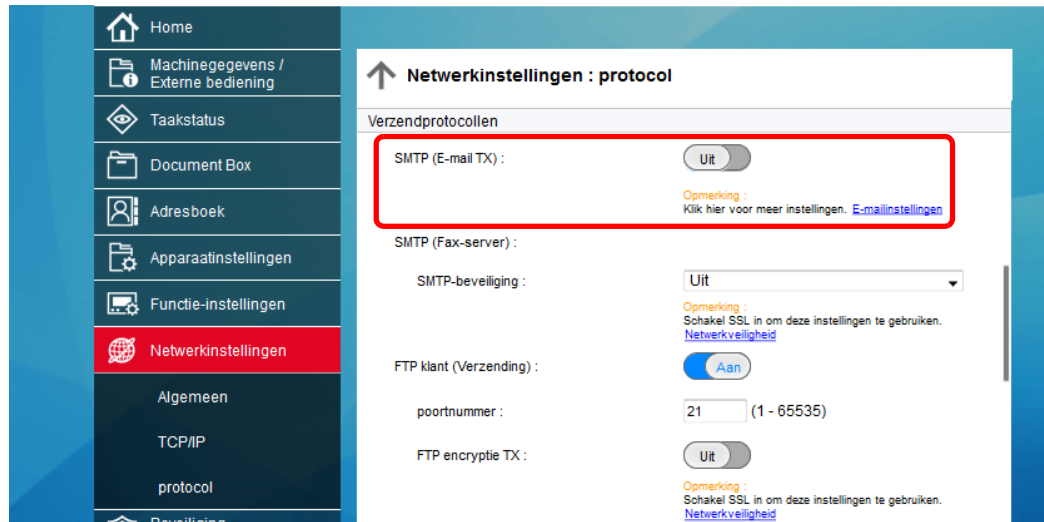 Home
Machinegegevens /
Externe bediening
Taakstatus
Document Box
Adresboek
Apparaatinstellingen
Functie-instellingen
Netwerkinstellingen
Algemeen
TCP/IP
protocol
Beveiliging
Netwerkinstellingen : protocol
Verzendprotocollen
SMTP (E-mail TX) :
Uit
Opmerking :
Klik hier voor meer instellingen. E-mailinstellingen
SMTP (Fax-server) :
SMTP-beveiliging :
Uit
Opmerking :
Schakel SSL in om deze instellingen te gebruiken.
Netwerkveiligheid
FTP klant (Verzending) :
Aan
poortnummer :
21 (1 - 65535)
FTP encryptie TX :
Uit
Opmerking :
Schakel SSL in om deze instellingen te gebruiken.
Netwerkveiligheid